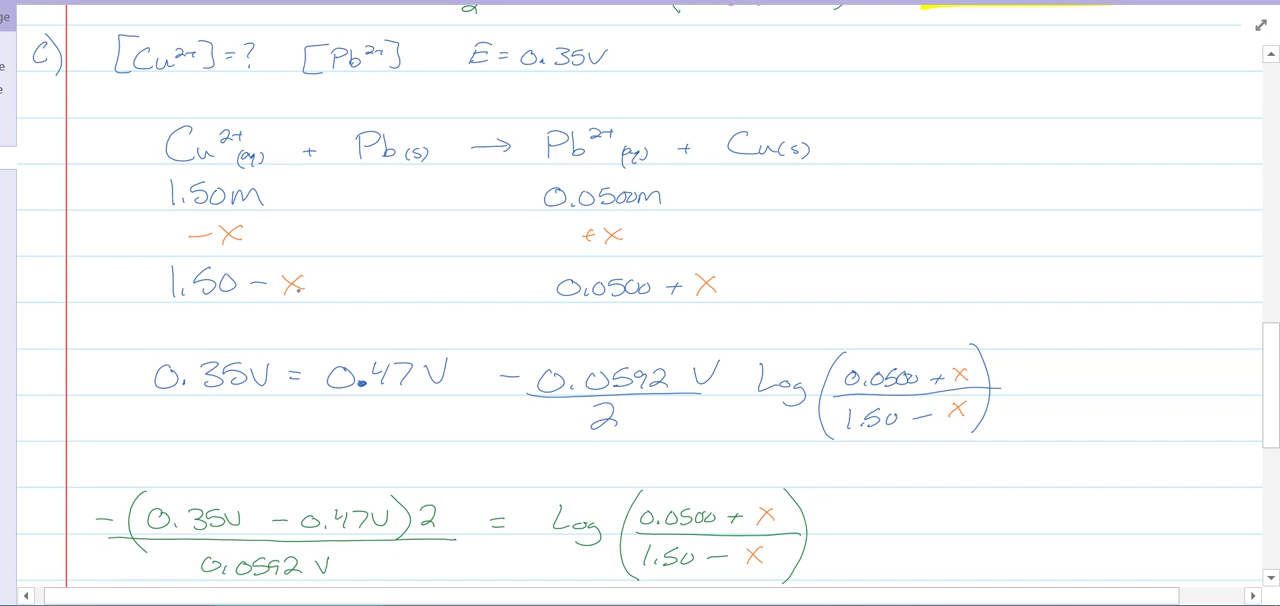 C) [Cu²⁺] = ? [Pb²⁺] E = 0.35V
Cu²⁺(aq) + Pb(s) → Pb²⁺(aq) + Cu(s)
1.50M 0.0500M
-X +X
1.50 - X 0.0500 + X
0.35V = 0.47V - 0.0592 V / 2 Log (0.0500 + X / 1.50 - X)
-(0.35V - 0.47V)2 / 0.0592 V = Log (0.0500 + X / 1.50 - X)